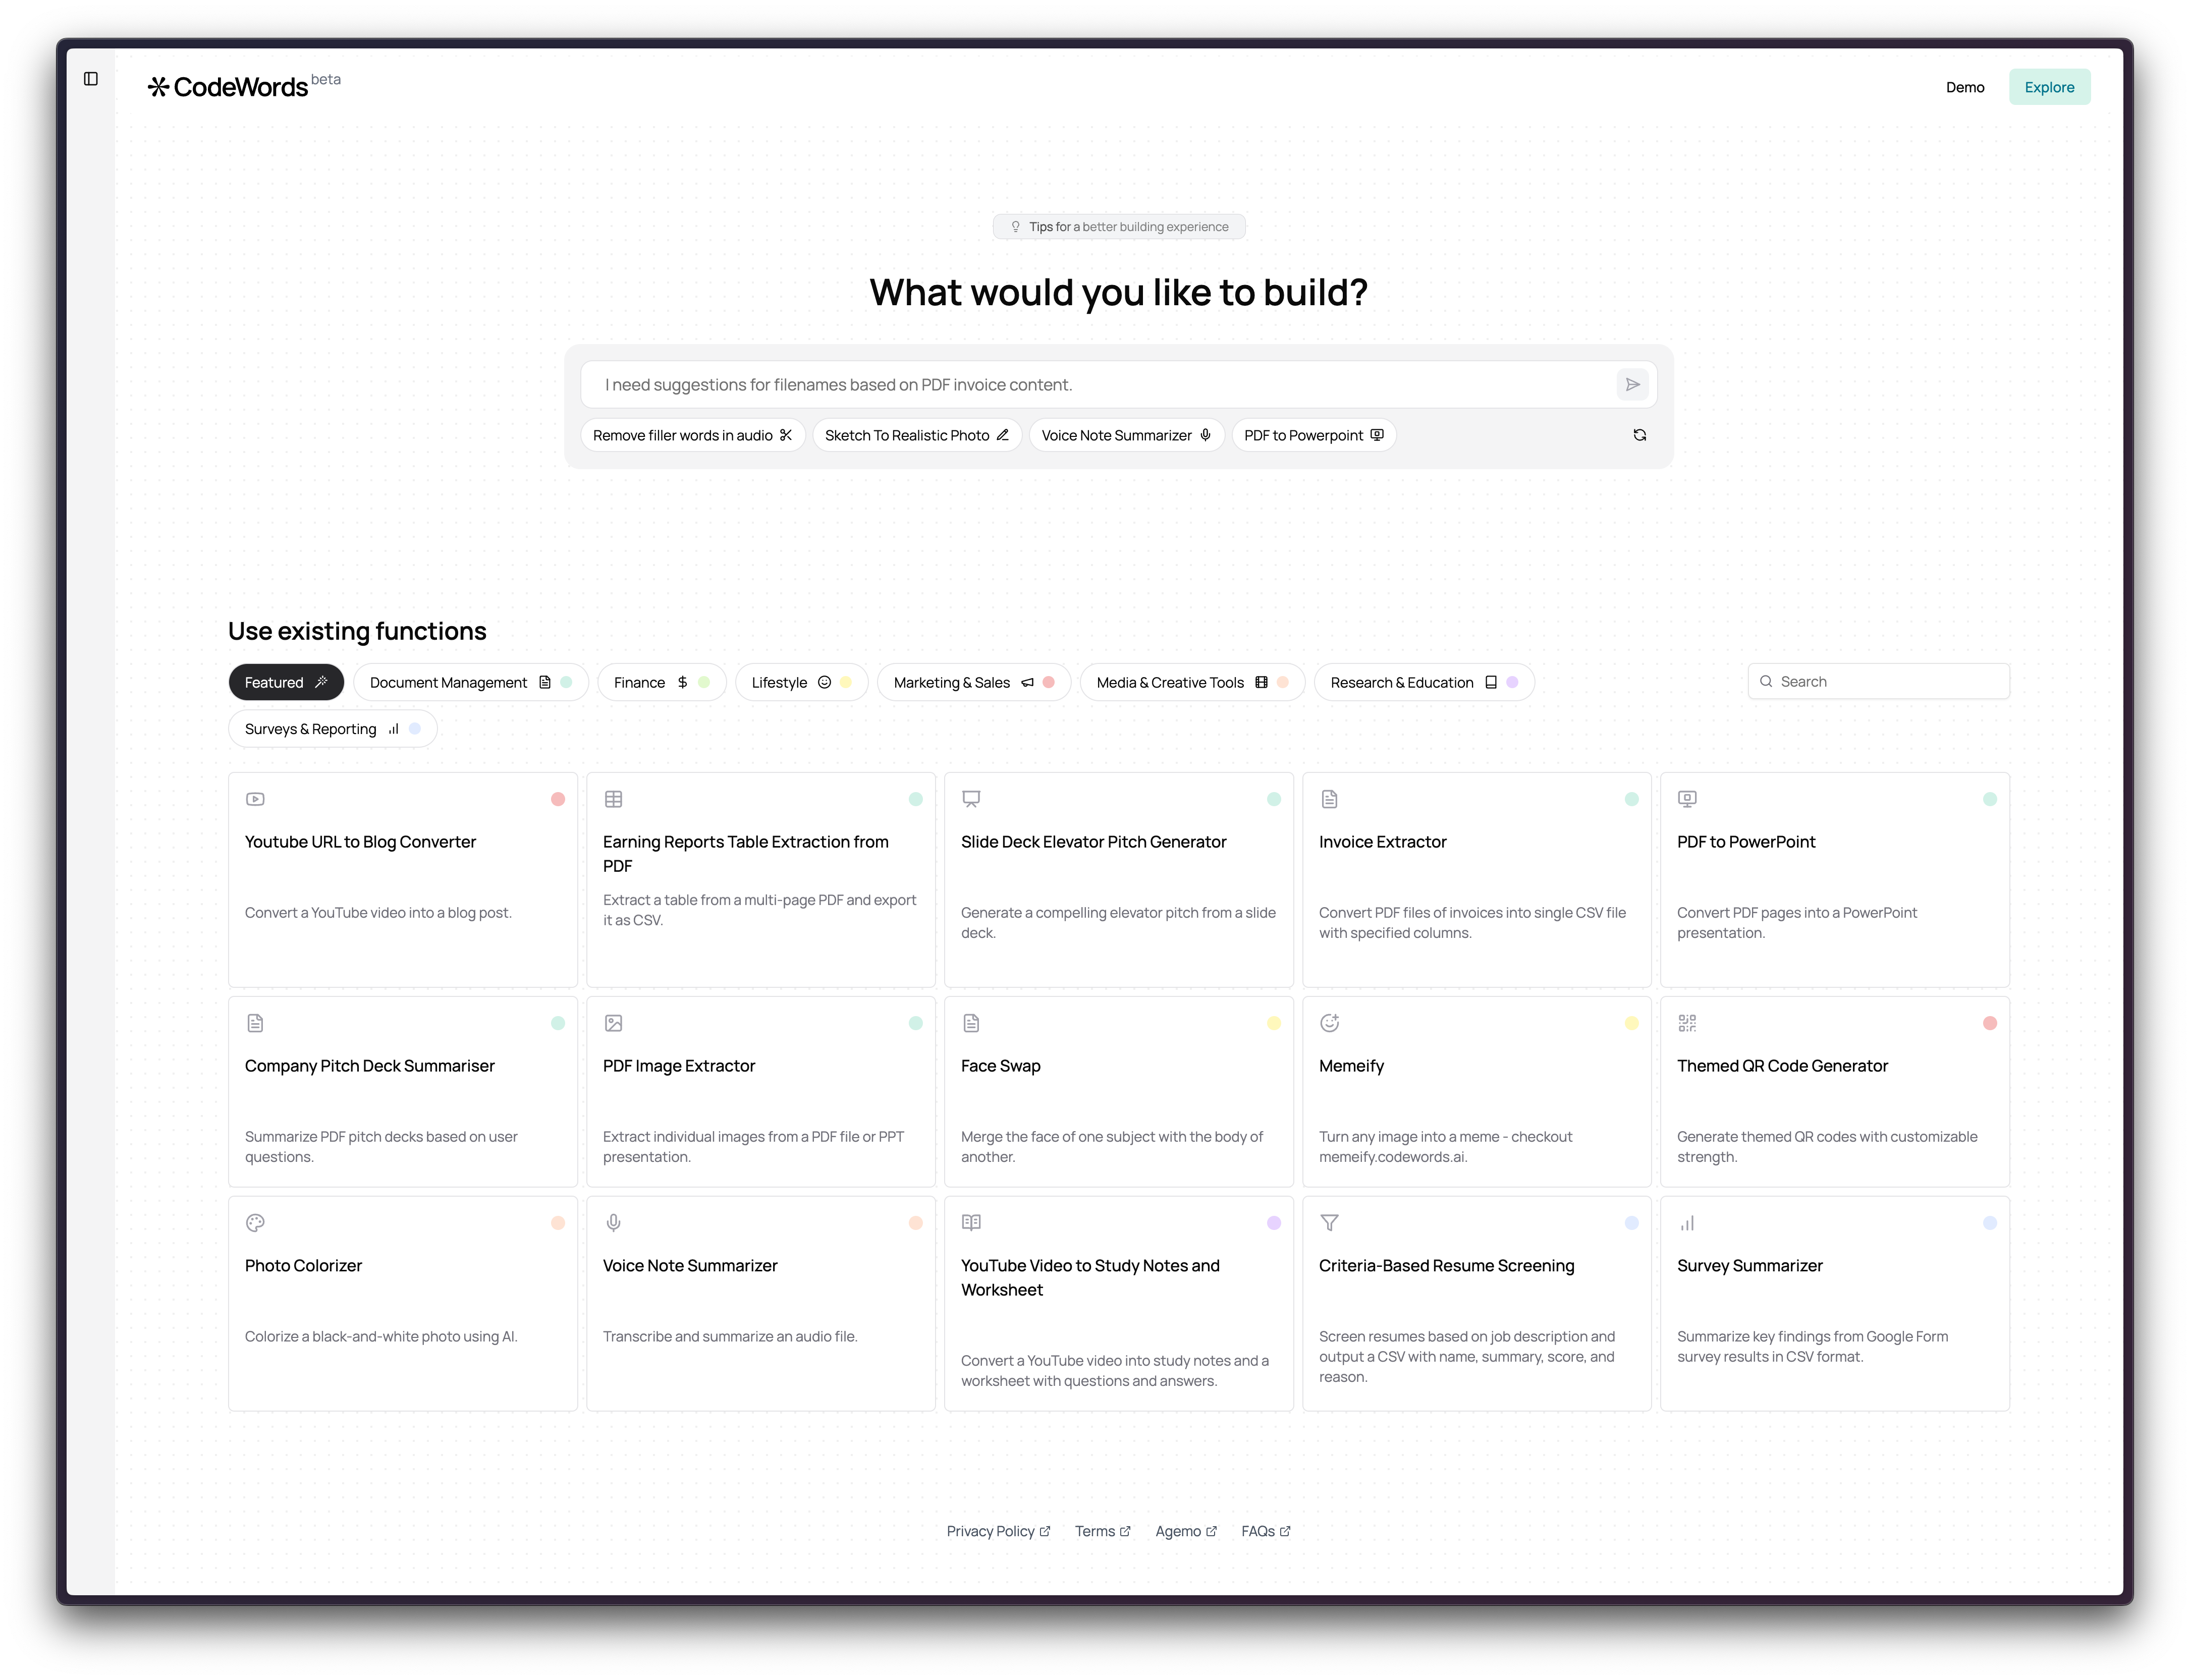 CodeWords beta
Demo
Explore
Tips for a better building experience
What would you like to build?
I need suggestions for filenames based on PDF invoice content.
Remove filler words in audio
Sketch To Realistic Photo
Voice Note Summarizer
PDF to Powerpoint
Use existing functions
Featured
Document Management
Finance
Lifestyle
Marketing & Sales
Media & Creative Tools
Research & Education
Search
Surveys & Reporting
Youtube URL to Blog Converter
Convert a YouTube video into a blog post.
Earning Reports Table Extraction from
PDF
Extract a table from a multi-page PDF and export
it as CSV.
Slide Deck Elevator Pitch Generator
Generate a compelling elevator pitch from a slide
deck.
Invoice Extractor
Convert PDF files of invoices into single CSV file
with specified columns.
PDF to PowerPoint
Convert PDF pages into a PowerPoint
presentation.
Company Pitch Deck Summariser
Summarize PDF pitch decks based on user
questions.
PDF Image Extractor
Extract individual images from a PDF file or PPT
presentation.
Face Swap
Merge the face of one subject with the body of
another.
Memeify
Turn any image into a meme - checkout
memeify.codewords.ai.
Themed QR Code Generator
Generate themed QR codes with customizable
strength.
Photo Colorizer
Colorize a black-and-white photo using AI.
Voice Note Summarizer
Transcribe and summarize an audio file.
YouTube Video to Study Notes and
Worksheet
Convert a YouTube video into study notes and a
worksheet with questions and answers.
Criteria-Based Resume Screening
Screen resumes based on job description and
output a CSV with name, summary, score, and
reason.
Survey Summarizer
Summarize key findings from Google Form
survey results in CSV format.
Privacy Policy
Terms
Agemo
FAQs